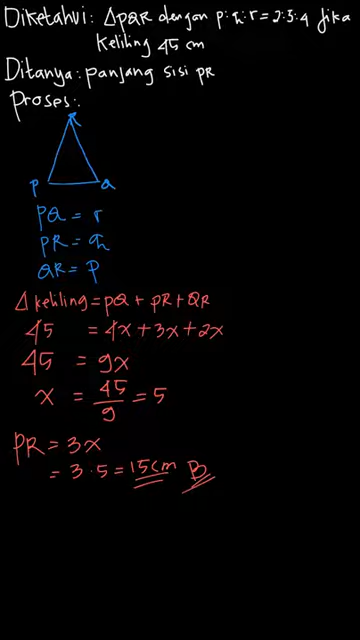 Diketahui: △PQR dengan p:q:r=2:3:4 Jika
keliling 45 cm
Ditanya: panjang sisi PR
Proses:
R
P Q
PQ = r
PR = q
QR = p
△ keliling = PQ + PR + QR
45 = 4x + 3x + 2x
45 = 9x
x = 45/9 = 5
PR = 3x
= 3 . 5 = 15 cm B